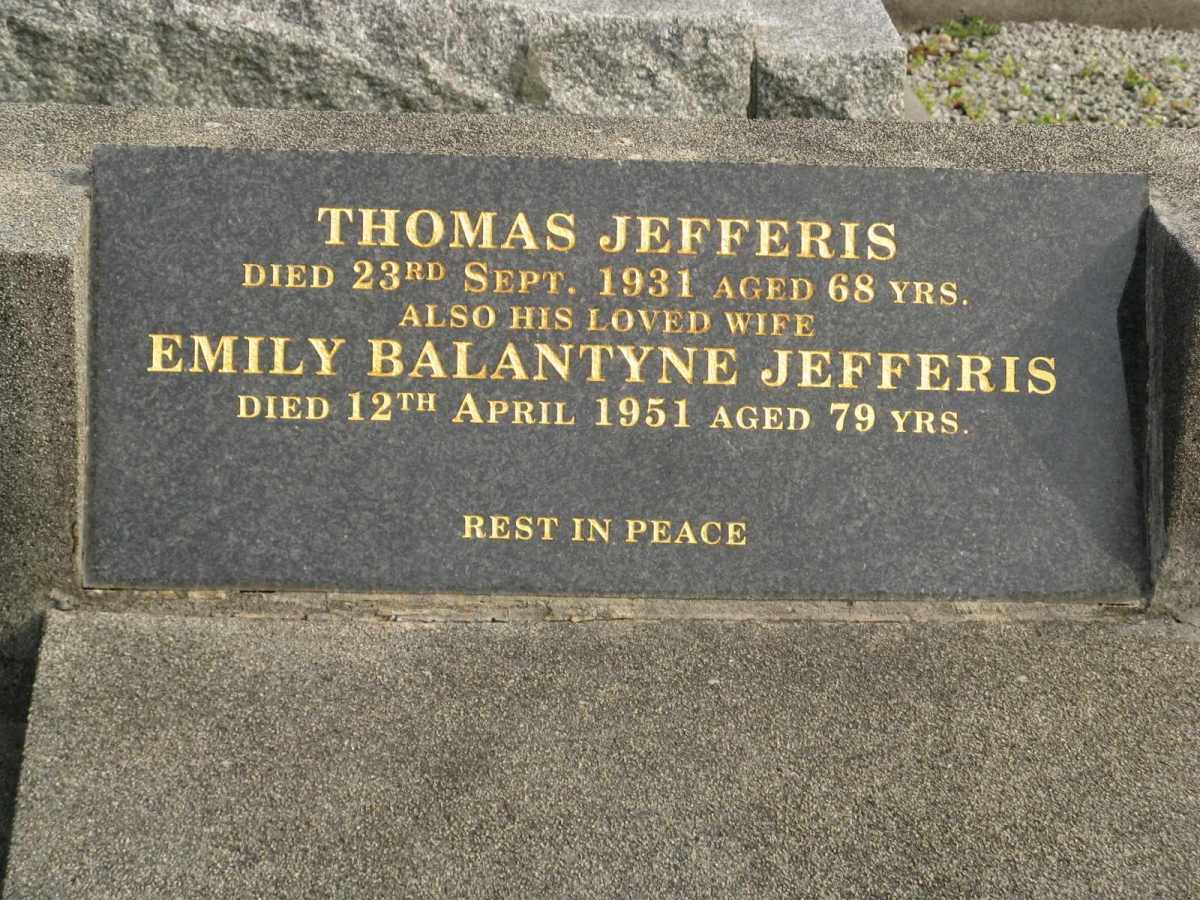 THOMAS JEFFERIS
DIED 23RD SEPT. 1931 AGED 68 YRS.
ALSO HIS LOVED WIFE
EMILY BALANTYNE JEFFERIS
DIED 12TH APRIL 1951 AGED 79 YRS.
REST IN PEACE